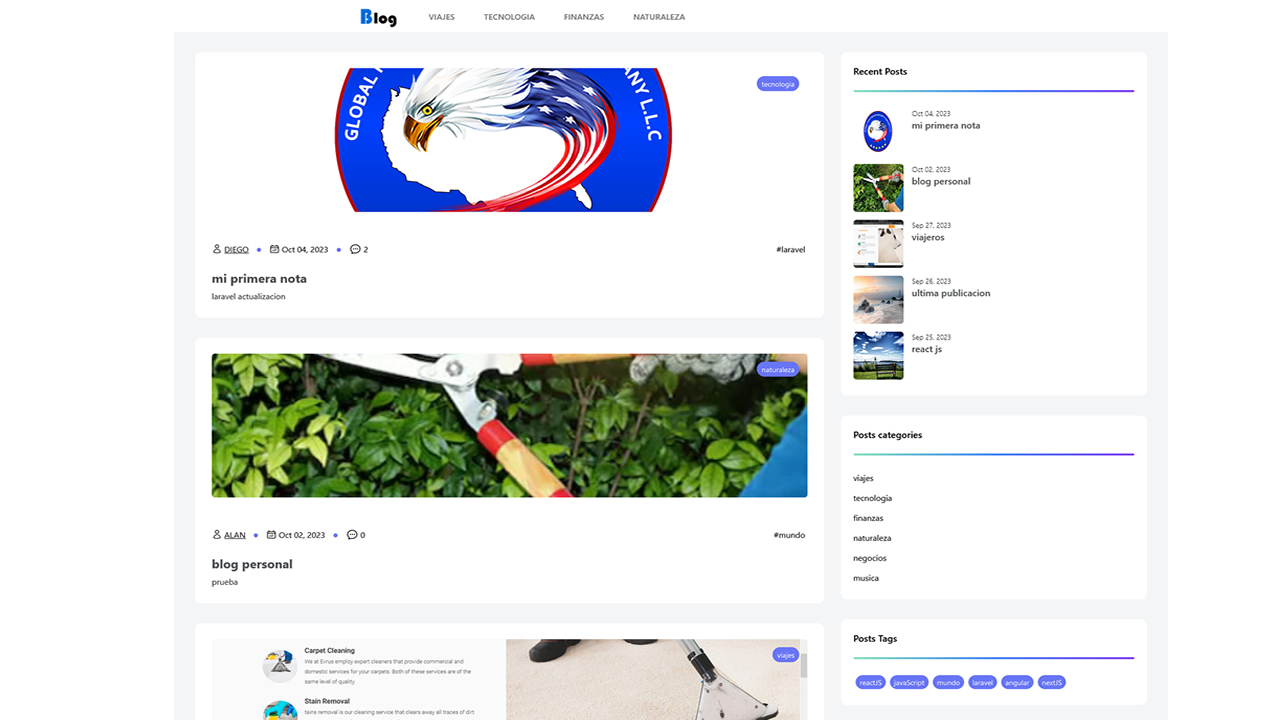 Blog
VIAJES
TECNOLOGIA
FINANZAS
NATURALEZA
GLOBAL
ANY L.L.C
tecnologia
DIEGO
Oct 04, 2023
2
#laravel
mi primera nota
laravel actualizacion
naturaleza
ALAN
Oct 02, 2023
0
#mundo
blog personal
prueba
Carpet Cleaning
We at Evrus employ expert cleaners that provide commercial and
domestic services for your carpets. Both of these services are of the
same level of quality.
Stain Removal
tains removal is our cleaning service that clears away all traces of dirt
viajes
Recent Posts
Oct 04, 2023
mi primera nota
Oct 02, 2023
blog personal
Sep 27, 2023
viajeros
Sep 26, 2023
ultima publicacion
Sep 25, 2023
react js
Posts categories
viajes
tecnologia
finanzas
naturaleza
negocios
musica
Posts Tags
reactJS
javaScript
mundo
laravel
angular
nextJS